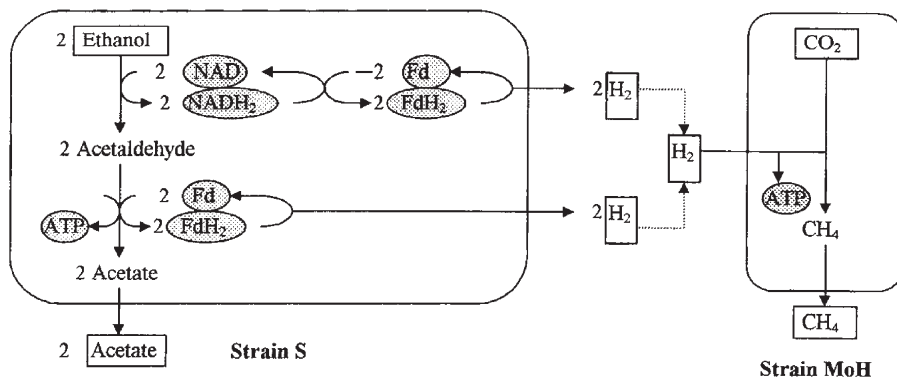 2 Ethanol
2 NAD
2 NADH₂
2 Fd
2 FdH₂
2 H₂
2 Acetaldehyde
2 Fd
2 FdH₂
ATP
2 H₂
2 Acetate
2 Acetate
Strain S
H₂
CO₂
ATP
CH₄
CH₄
Strain MoH